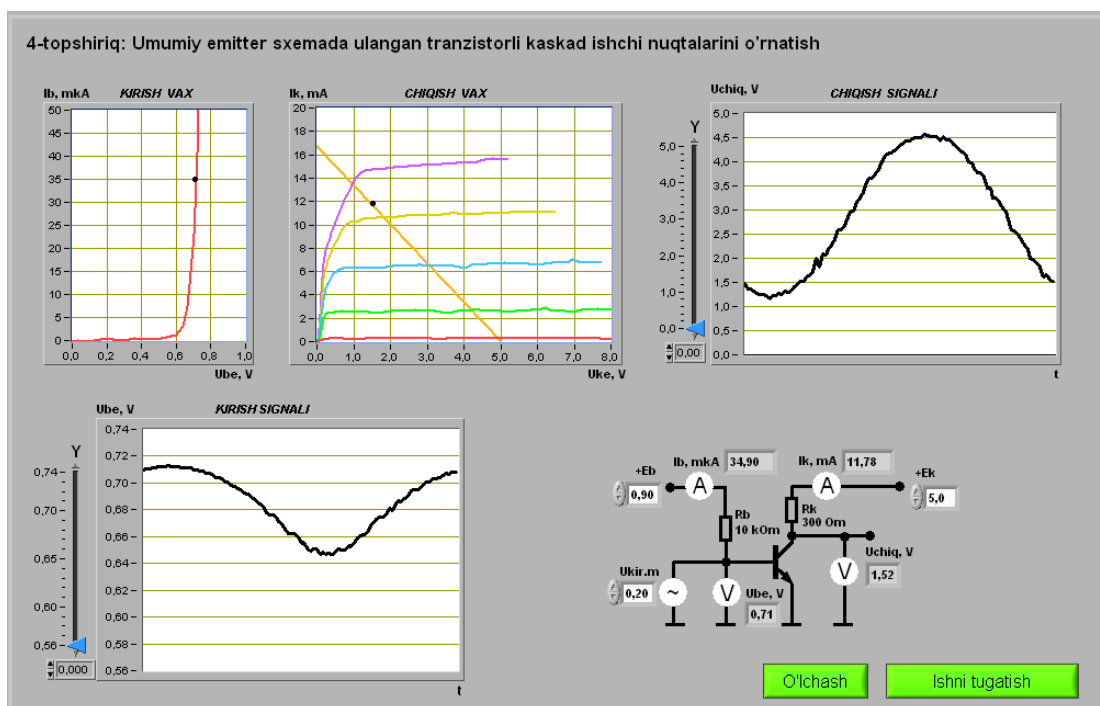 4-topshiriq: Umumiy emitter sxemada ulangan tranzistorli kaskad ishchi nuqtalarini o'rnatish
Ib, mkA KIRISH VAX
50
45
40
35
30
25
20
15
10
5
0
0,0 0,2 0,4 0,6 0,8 1,0
Ube, V
Ik, mA CHIQISH VAX
20
18
16
14
12
10
8
6
4
2
0
0,0 1,0 2,0 3,0 4,0 5,0 6,0 7,0 8,0
Uke, V
Y
5,0
4,0
3,0
2,0
1,0
0,0
0,00
Uchiq, V CHIQISH SIGNALI
5,0
4,5
4,0
3,5
3,0
2,5
2,0
1,5
1,0
0,5
0,0
t
Y
0,74
0,70
0,65
0,60
0,56
0,000
Ube, V KIRISH SIGNALI
0,74
0,72
0,70
0,68
0,66
0,64
0,62
0,60
0,58
0,56
t
Ib, mkA 34,90 Ik, mA 11,78
+Eb +Ek
0,90 A A 5,0
Rb
10 kOm
Rk
300 Om
Uchiq, V
1,52
Ukir.m
0,20 ~ V V
Ube, V
0,71
O'lchash Ishni tugatish